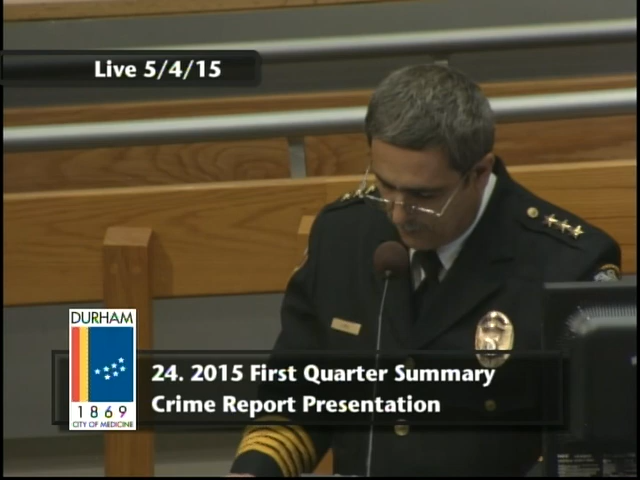 Live 5/4/15
DURHAM
1869
CITY OF MEDICINE
24. 2015 First Quarter Summary
Crime Report Presentation